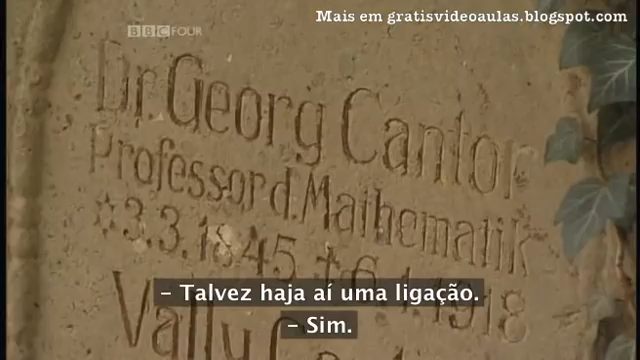 Mais em gratisvideoaulas.blogspot.com
BBC FOUR
Dr. Georg Cantor
Professor d. Mathematik
☆3.3.1845 †6.1.1918
Vally
- Talvez haja aí uma ligação.
- Sim.